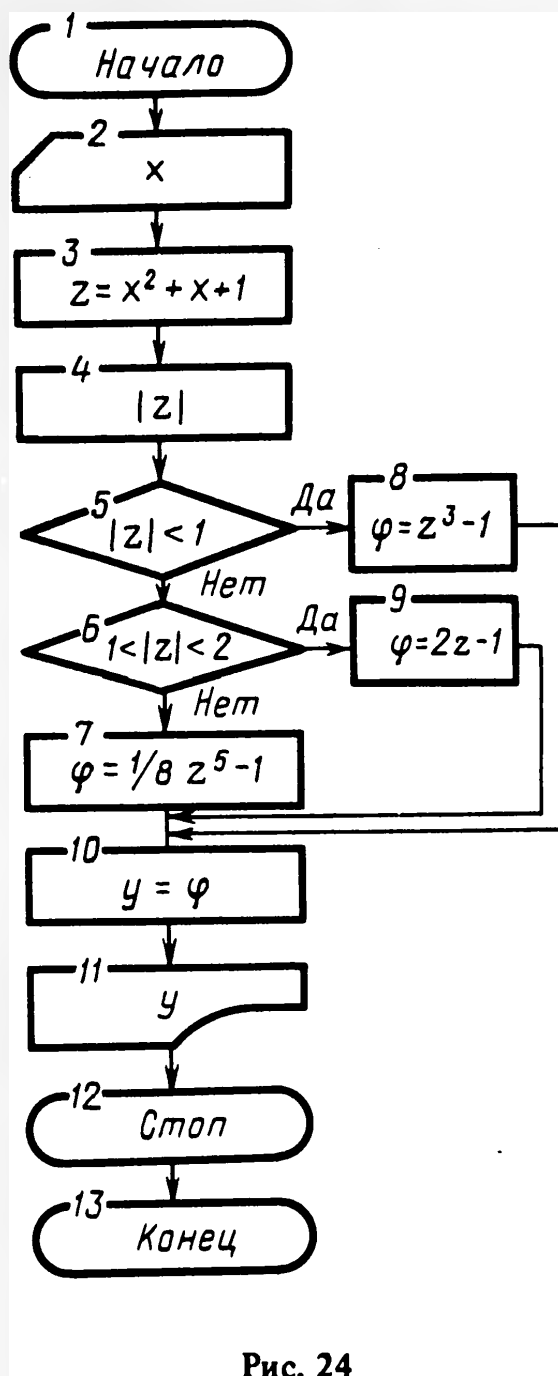 1
Начало
2
x
3
z = x² + x + 1
4
|z|
5
|z| < 1
Да
8
φ = z³ - 1
Нет
6
1 < |z| < 2
Да
9
φ = 2z - 1
Нет
7
φ = 1/8 z⁵ - 1
10
y = φ
11
y
12
Стоп
13
Конец
Рис. 24